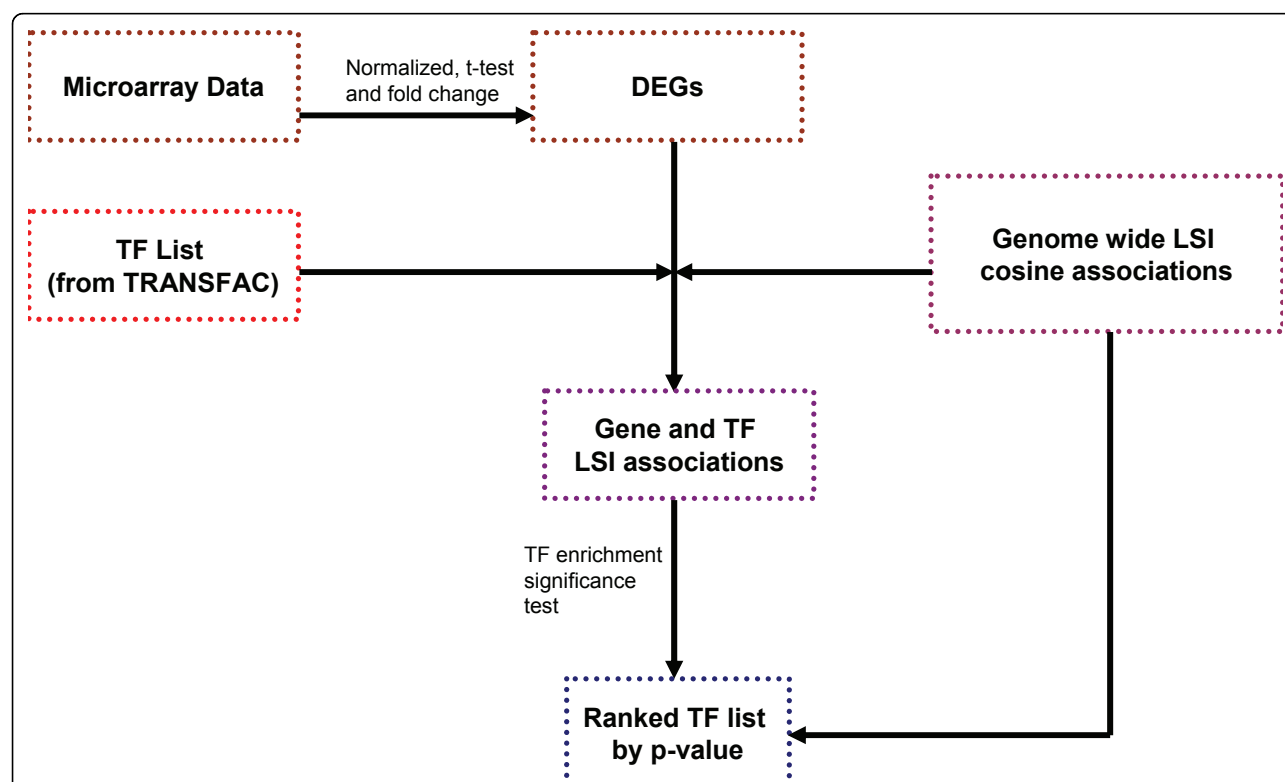 Microarray Data
Normalized, t-test
and fold change
DEGs
TF List
(from TRANSFAC)
Genome wide LSI
cosine associations
Gene and TF
LSI associations
TF enrichment
significance
test
Ranked TF list
by p-value